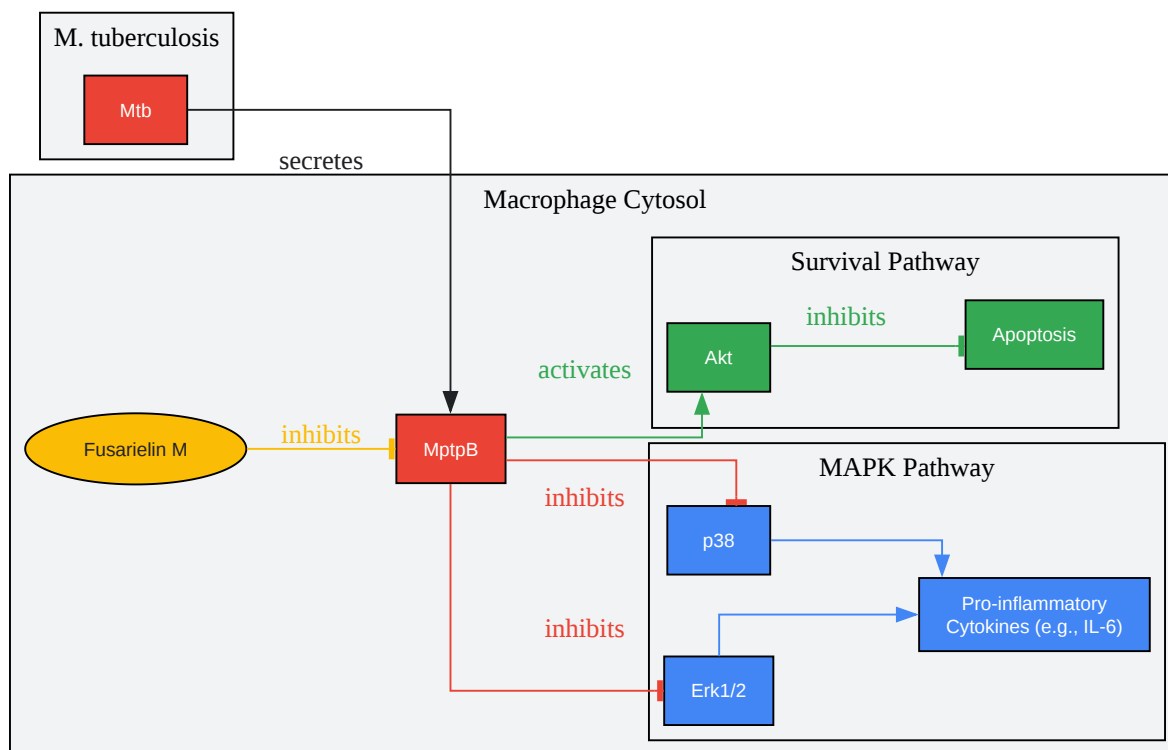 M. tuberculosis
Mtb
secretes
Macrophage Cytosol
Survival Pathway
inhibits
Apoptosis
Akt
activates
Fusarielin M
inhibits
MptpB
MAPK Pathway
inhibits
p38
Pro-inflammatory
Cytokines (e.g., IL-6)
inhibits
Erk1/2